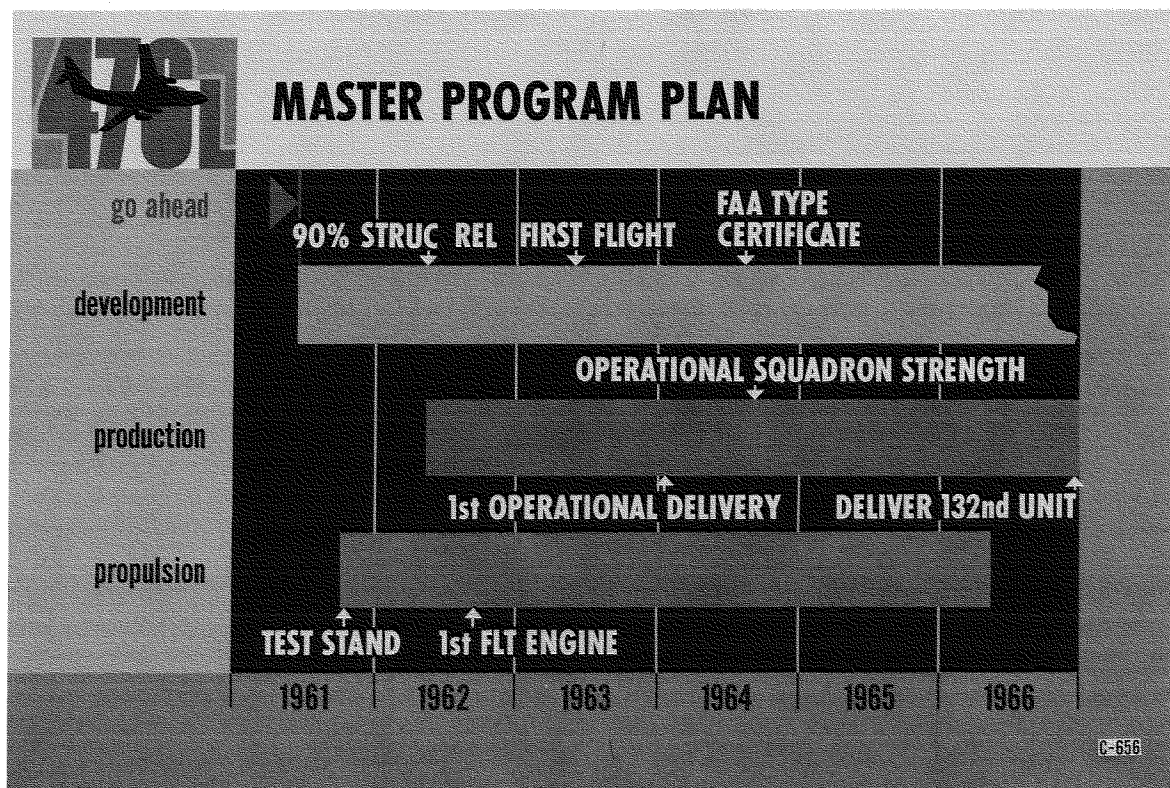 476L
MASTER PROGRAM PLAN
go ahead
FAA TYPE
CERTIFICATE
90% STRUC REL
FIRST FLIGHT
development
OPERATIONAL SQUADRON STRENGTH
production
1st OPERATIONAL DELIVERY
DELIVER 132nd UNIT
propulsion
TEST STAND
1st FLT ENGINE
1961 1962 1963 1964 1965 1966
C-656